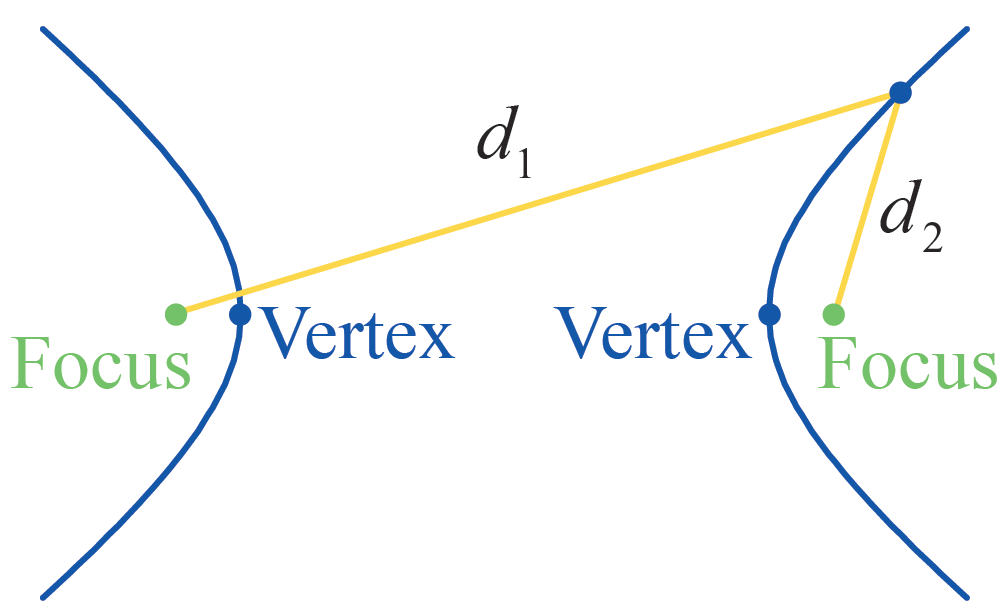 d₁
d₂
Vertex Vertex
Focus Focus